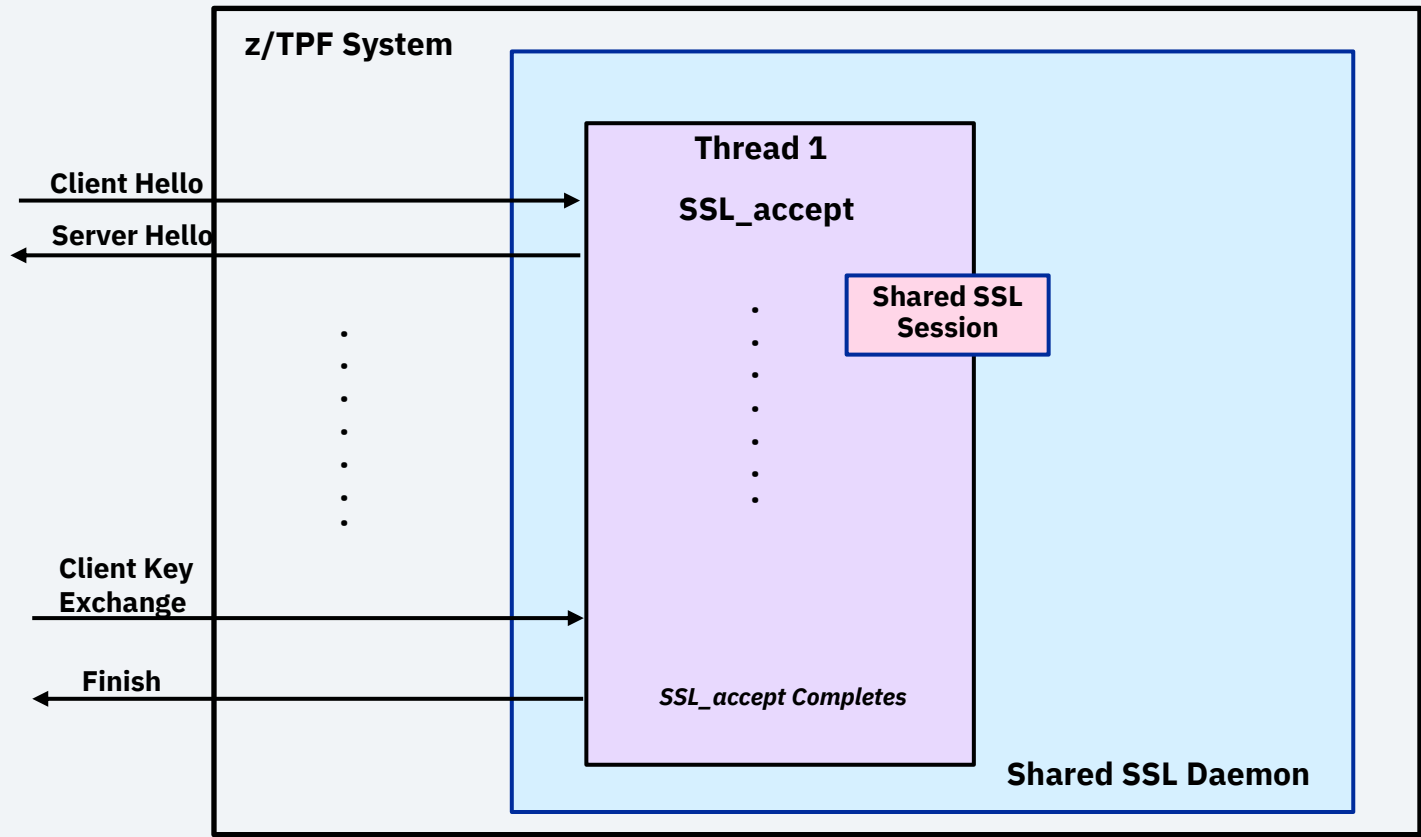 z/TPF System
Thread 1
Client Hello
SSL_accept
Server Hello
Shared SSL
Session
Client Key
Exchange
Finish
SSL_accept Completes
Shared SSL Daemon